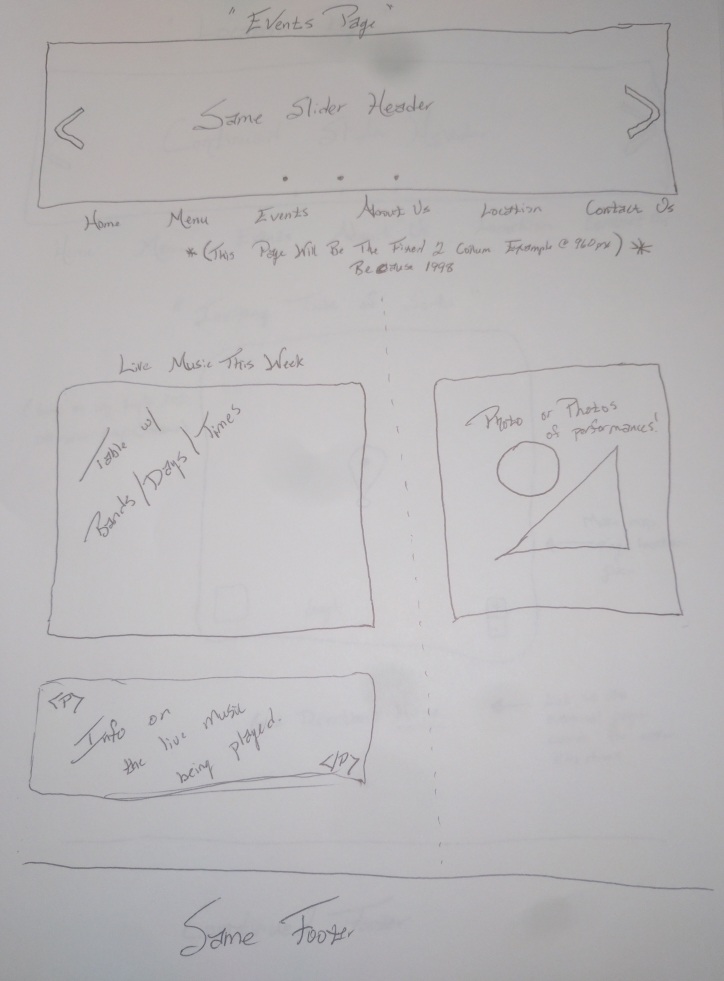 "Events Page"
Same Slider Header
Home Menu Events About Us Location Contact Us
*(This Page Will Be The Fixed 2 Colum Example @ 960px)*
Because 1998
Live Music This Week
Table w/
Bands/Days/Times
Photo or Photos
of performances!
<P>
Info on
the live music
being played.
</P>
Same Footer